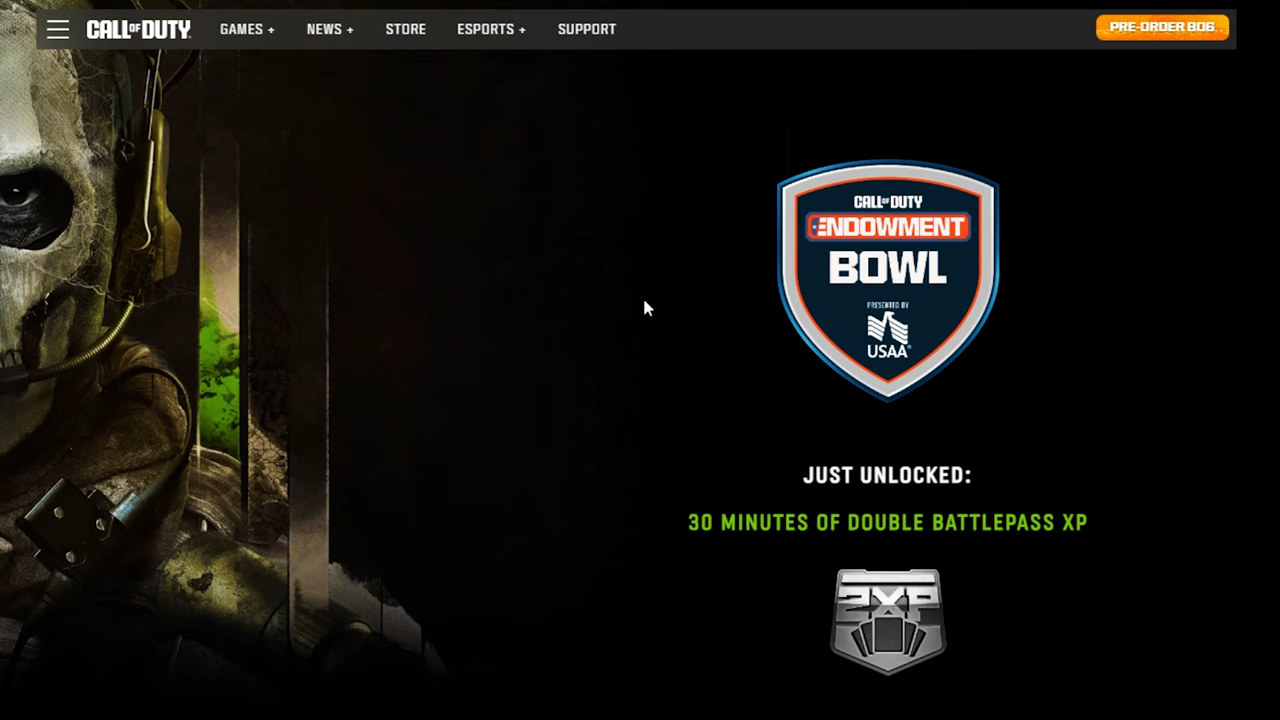 CALL OF DUTY
GAMES +
NEWS +
STORE
ESPORTS +
SUPPORT
PRE-ORDER BO6
CALL OF DUTY
ENDOWMENT
BOWL
PRESENTED BY
USAA®
JUST UNLOCKED:
30 MINUTES OF DOUBLE BATTLEPASS XP
2XP